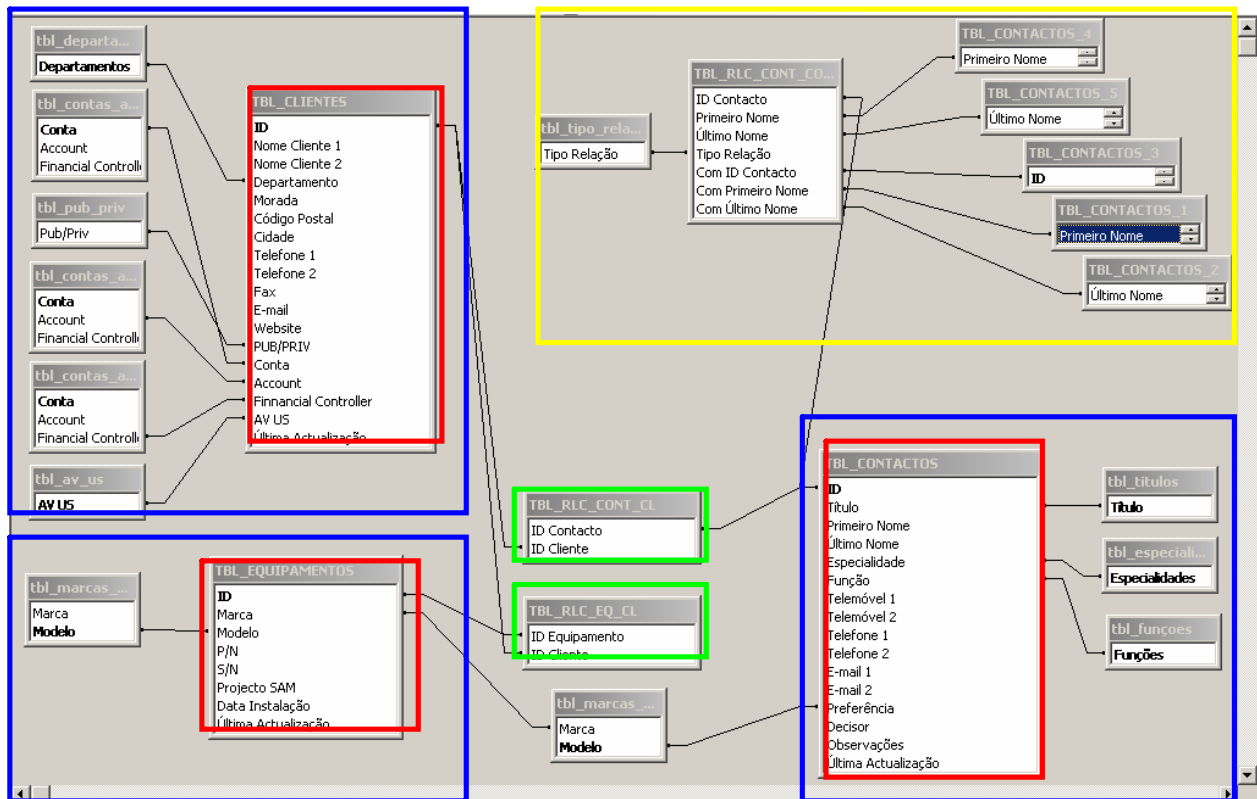 tbl_departa...
Departamentos
tbl_contas_a...
Conta
Account
Financial Controll
tbl_pub_priv
Pub/Priv
tbl_contas_a...
Conta
Account
Financial Controll
tbl_contas_a...
Conta
Account
Financial Controll
tbl_av_us
AV US
TBL_CLIENTES
ID
Nome Cliente 1
Nome Cliente 2
Departamento
Morada
Código Postal
Cidade
Telefone 1
Telefone 2
Fax
E-mail
Website
PUB/PRIV
Conta
Account
Finnancial Controller
AV US
Última Actualização
tbl_tipo_rela...
Tipo Relação
TBL_RLC_CONT_CO...
ID Contacto
Primeiro Nome
Último Nome
Tipo Relação
Com ID Contacto
Com Primeiro Nome
Com Último Nome
TBL_CONTACTOS_4
Primeiro Nome
TBL_CONTACTOS_5
Último Nome
TBL_CONTACTOS_3
ID
TBL_CONTACTOS_1
Primeiro Nome
TBL_CONTACTOS_2
Último Nome
tbl_marcas_...
Marca
Modelo
TBL_EQUIPAMENTOS
ID
Marca
Modelo
P/N
S/N
Projecto SAM
Data Instalação
Última Actualização
TBL_RLC_CONT_CL
ID Contacto
ID Cliente
TBL_RLC_EQ_CL
ID Equipamento
ID Cliente
tbl_marcas_...
Marca
Modelo
TBL_CONTACTOS
ID
Título
Primeiro Nome
Último Nome
Especialidade
Função
Telemóvel 1
Telemóvel 2
Telefone 1
Telefone 2
E-mail 1
E-mail 2
Preferência
Decisor
Observações
Última Actualização
tbl_titulos
Título
tbl_especiali...
Especialidades
tbl_funçoes
Funções